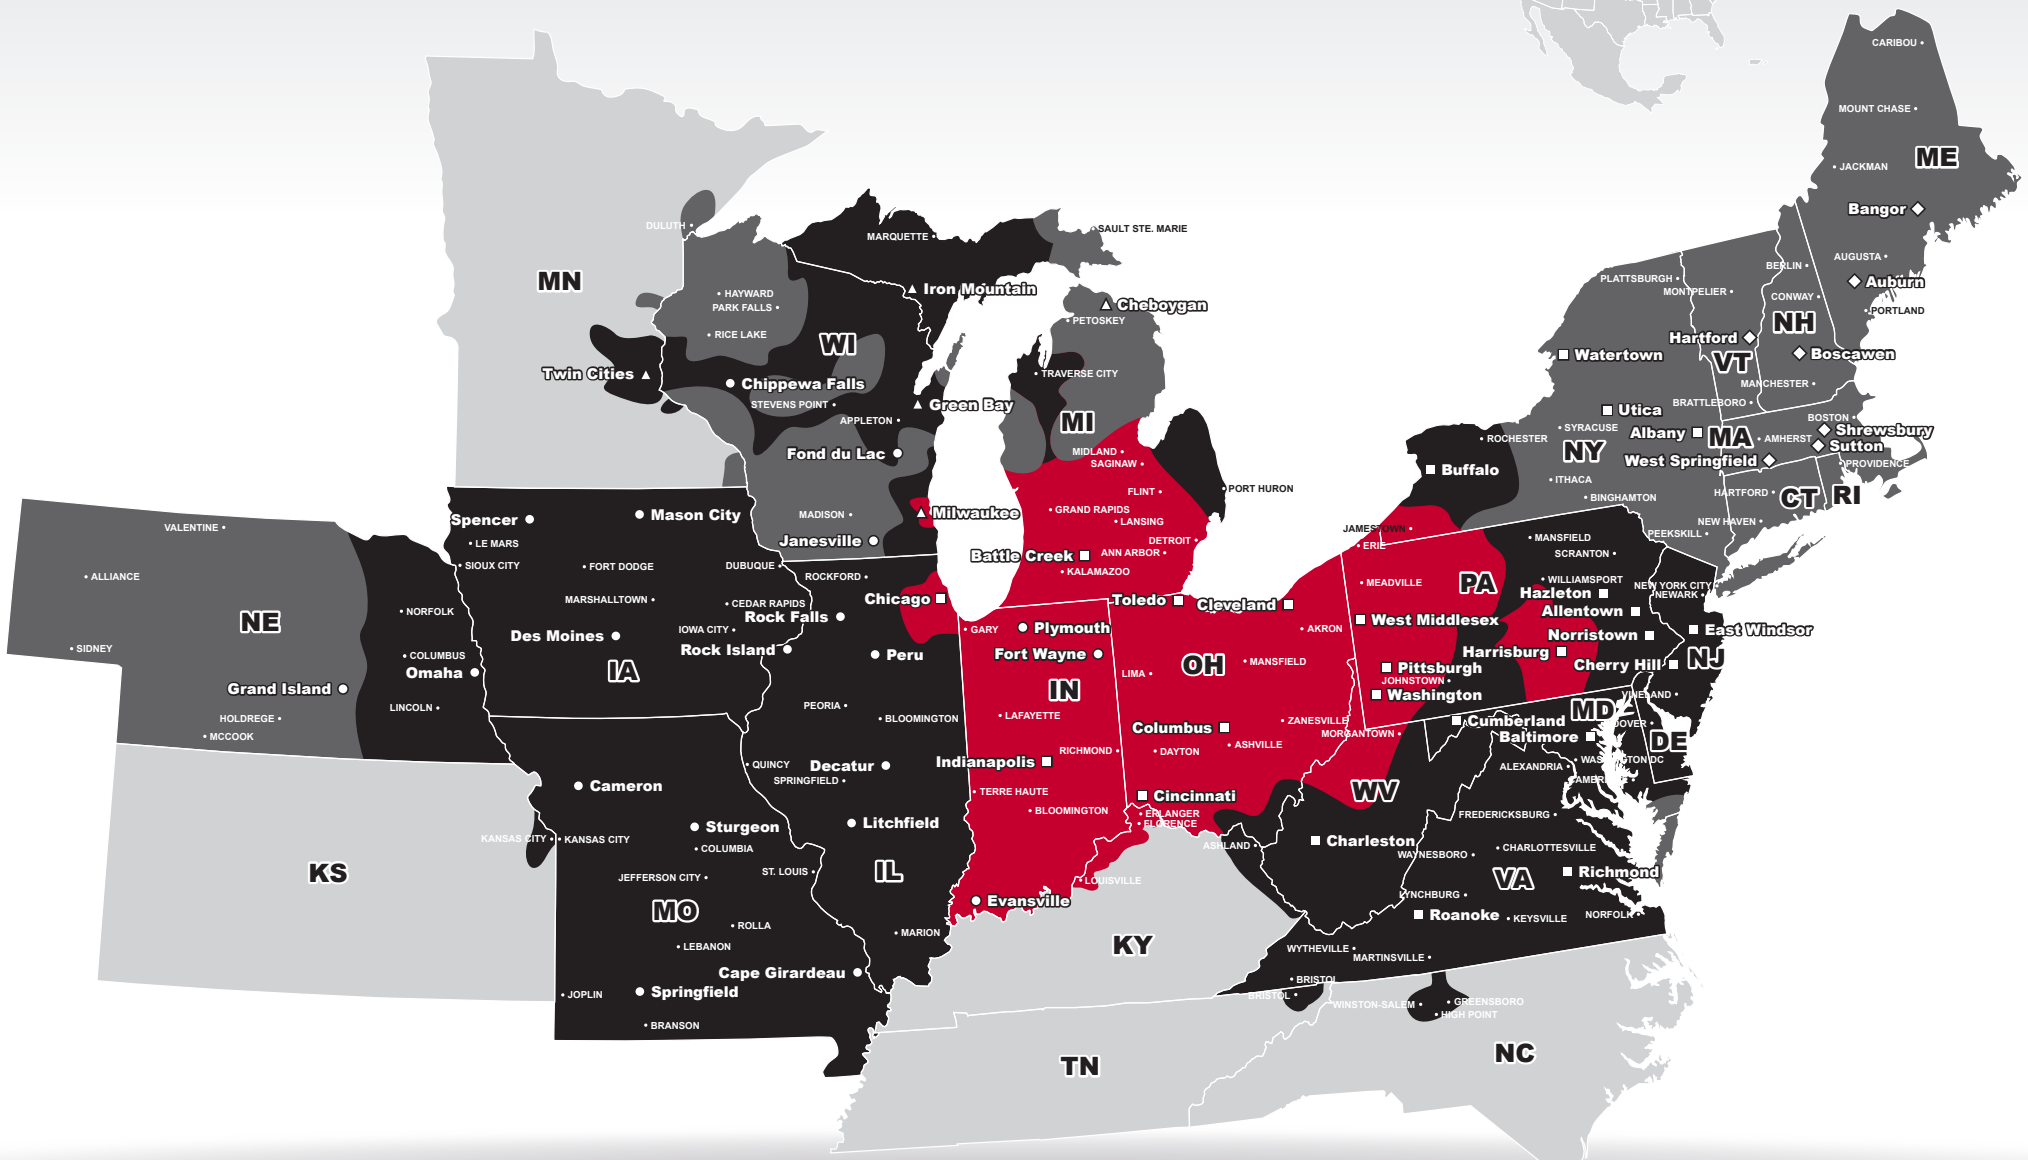 CARIBOU
MOUNT CHASE
ME
JACKMAN
Bangor
DULUTH
MARQUETTE
SAULT STE. MARIE
AUGUSTA
BERLIN
PLATTSBURGH
MN
Auburn
Iron Mountain
MONTPELIER
HAYWARD
CONWAY
PARK FALLS
Cheboygan
PORTLAND
PETOSKEY
NH
RICE LAKE
Hartford
WI
Watertown
Boscawen
VT
Twin Cities
TRAVERSE CITY
Chippewa Falls
MANCHESTER
STEVENS POINT
Green Bay
BRATTLEBORO
Utica
APPLETON
MI
BOSTON
SYRACUSE
Albany
MA
Shrewsbury
ROCHESTER
AMHERST
Sutton
Fond du Lac
MIDLAND
NY
West Springfield
SAGINAW
PROVIDENCE
Buffalo
ITHACA
FLINT
PORT HURON
HARTFORD
CT
RI
BINGHAMTON
GRAND RAPIDS
Spencer
Mason City
MADISON
Milwaukee
LANSING
NEW HAVEN
VALENTINE
JAMESTOWN
PEEKSKILL
LE MARS
Janesville
DETROIT
ERIE
MANSFIELD
Battle Creek
ANN ARBOR
SCRANTON
SIOUX CITY
FORT DODGE
DUBUQUE
KALAMAZOO
ALLIANCE
ROCKFORD
MEADVILLE
PA
WILLIAMSPORT
NEW YORK CITY
Hazleton
NEWARK
MARSHALLTOWN
CEDAR RAPIDS
Chicago
Toledo
Cleveland
NORFOLK
Allentown
NE
Rock Falls
West Middlesex
IOWA CITY
GARY
Plymouth
AKRON
East Windsor
Des Moines
Norristown
SIDNEY
Rock Island
Peru
Fort Wayne
Harrisburg
COLUMBUS
NJ
MANSFIELD
OH
Cherry Hill
Omaha
IA
LIMA
Pittsburgh
JOHNSTOWN
Grand Island
IN
Washington
VINELAND
LINCOLN
PEORIA
MD
HOLDREGE
BLOOMINGTON
LAFAYETTE
ZANESVILLE
Cumberland
DOVER
MCCOOK
Columbus
MORGANTOWN
Baltimore
DE
ASHVILLE
RICHMOND
DAYTON
QUINCY
Decatur
Indianapolis
ALEXANDRIA
WASHINGTON DC
SPRINGFIELD
Cameron
TERRE HAUTE
Cincinnati
WV
BLOOMINGTON
ERLANGER
FREDERICKSBURG
Sturgeon
Litchfield
FLORENCE
KANSAS CITY
KANSAS CITY
Charleston
ASHLAND
COLUMBIA
CHARLOTTESVILLE
WAYNESBORO
KS
ST. LOUIS
IL
Richmond
JEFFERSON CITY
LOUISVILLE
VA
LYNCHBURG
Evansville
MO
Roanoke
NORFOLK
KEYSVILLE
ROLLA
MARION
KY
LEBANON
WYTHEVILLE
MARTINSVILLE
Cape Girardeau
BRISTOL
Springfield
JOPLIN
BRISTOL
WINSTON-SALEM
GREENSBORO
HIGH POINT
BRANSON
NC
TN